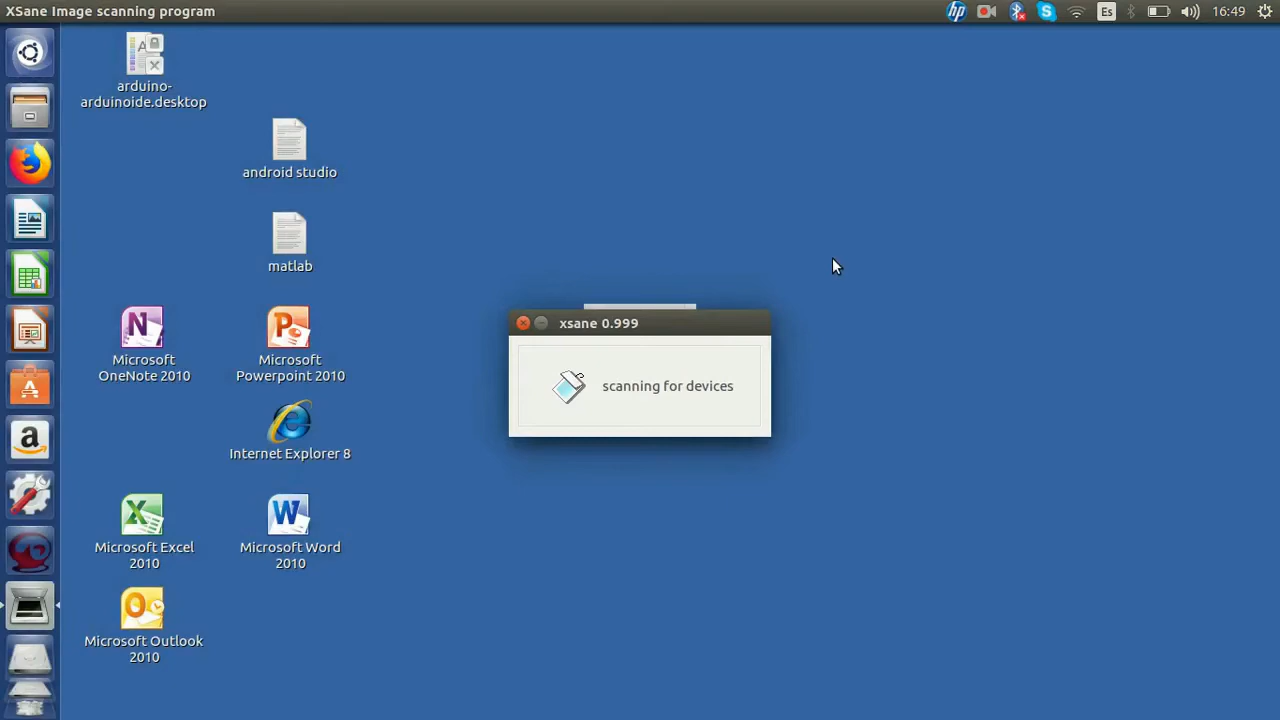 XSane Image scanning program
Es
16:49
arduino-
arduinoide.desktop
android studio
matlab
Microsoft
OneNote 2010
Microsoft
Powerpoint 2010
xsane 0.999
scanning for devices
Internet Explorer 8
Microsoft Excel
2010
Microsoft Word
2010
Microsoft Outlook
2010